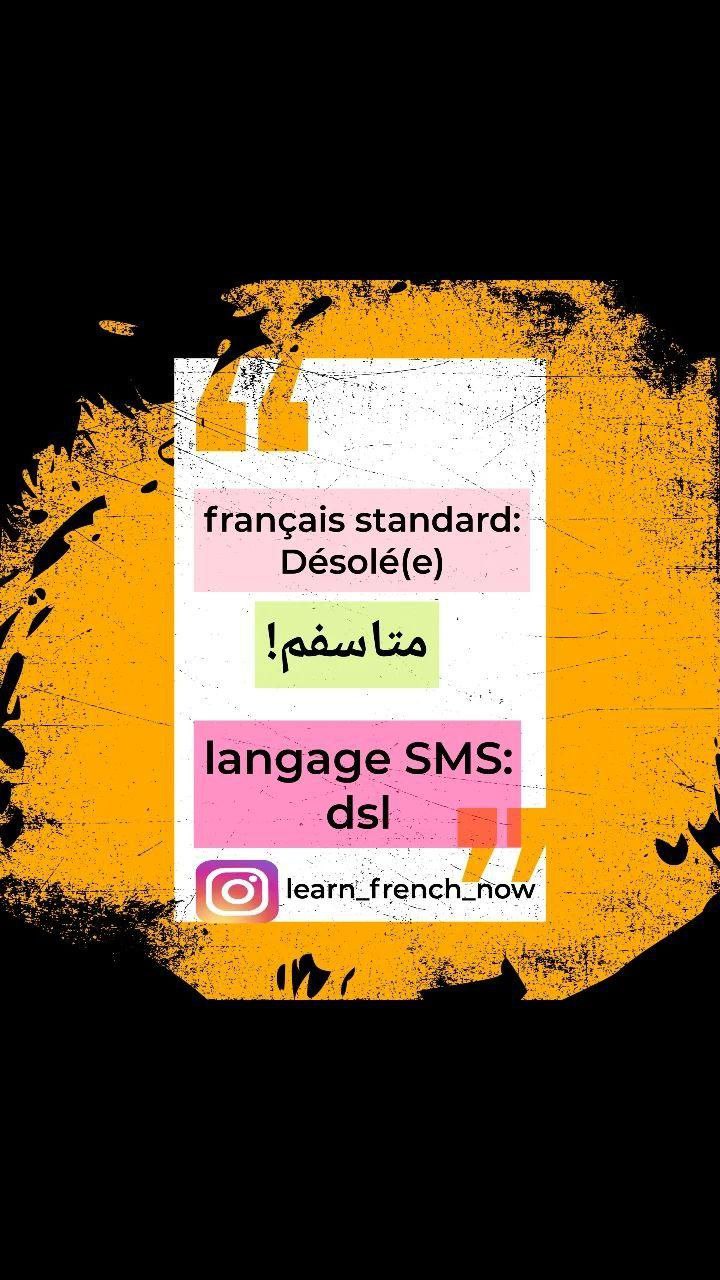 français standard:
Désolé(e)
متاسفم!
langage SMS:
dsl
learn_french_now